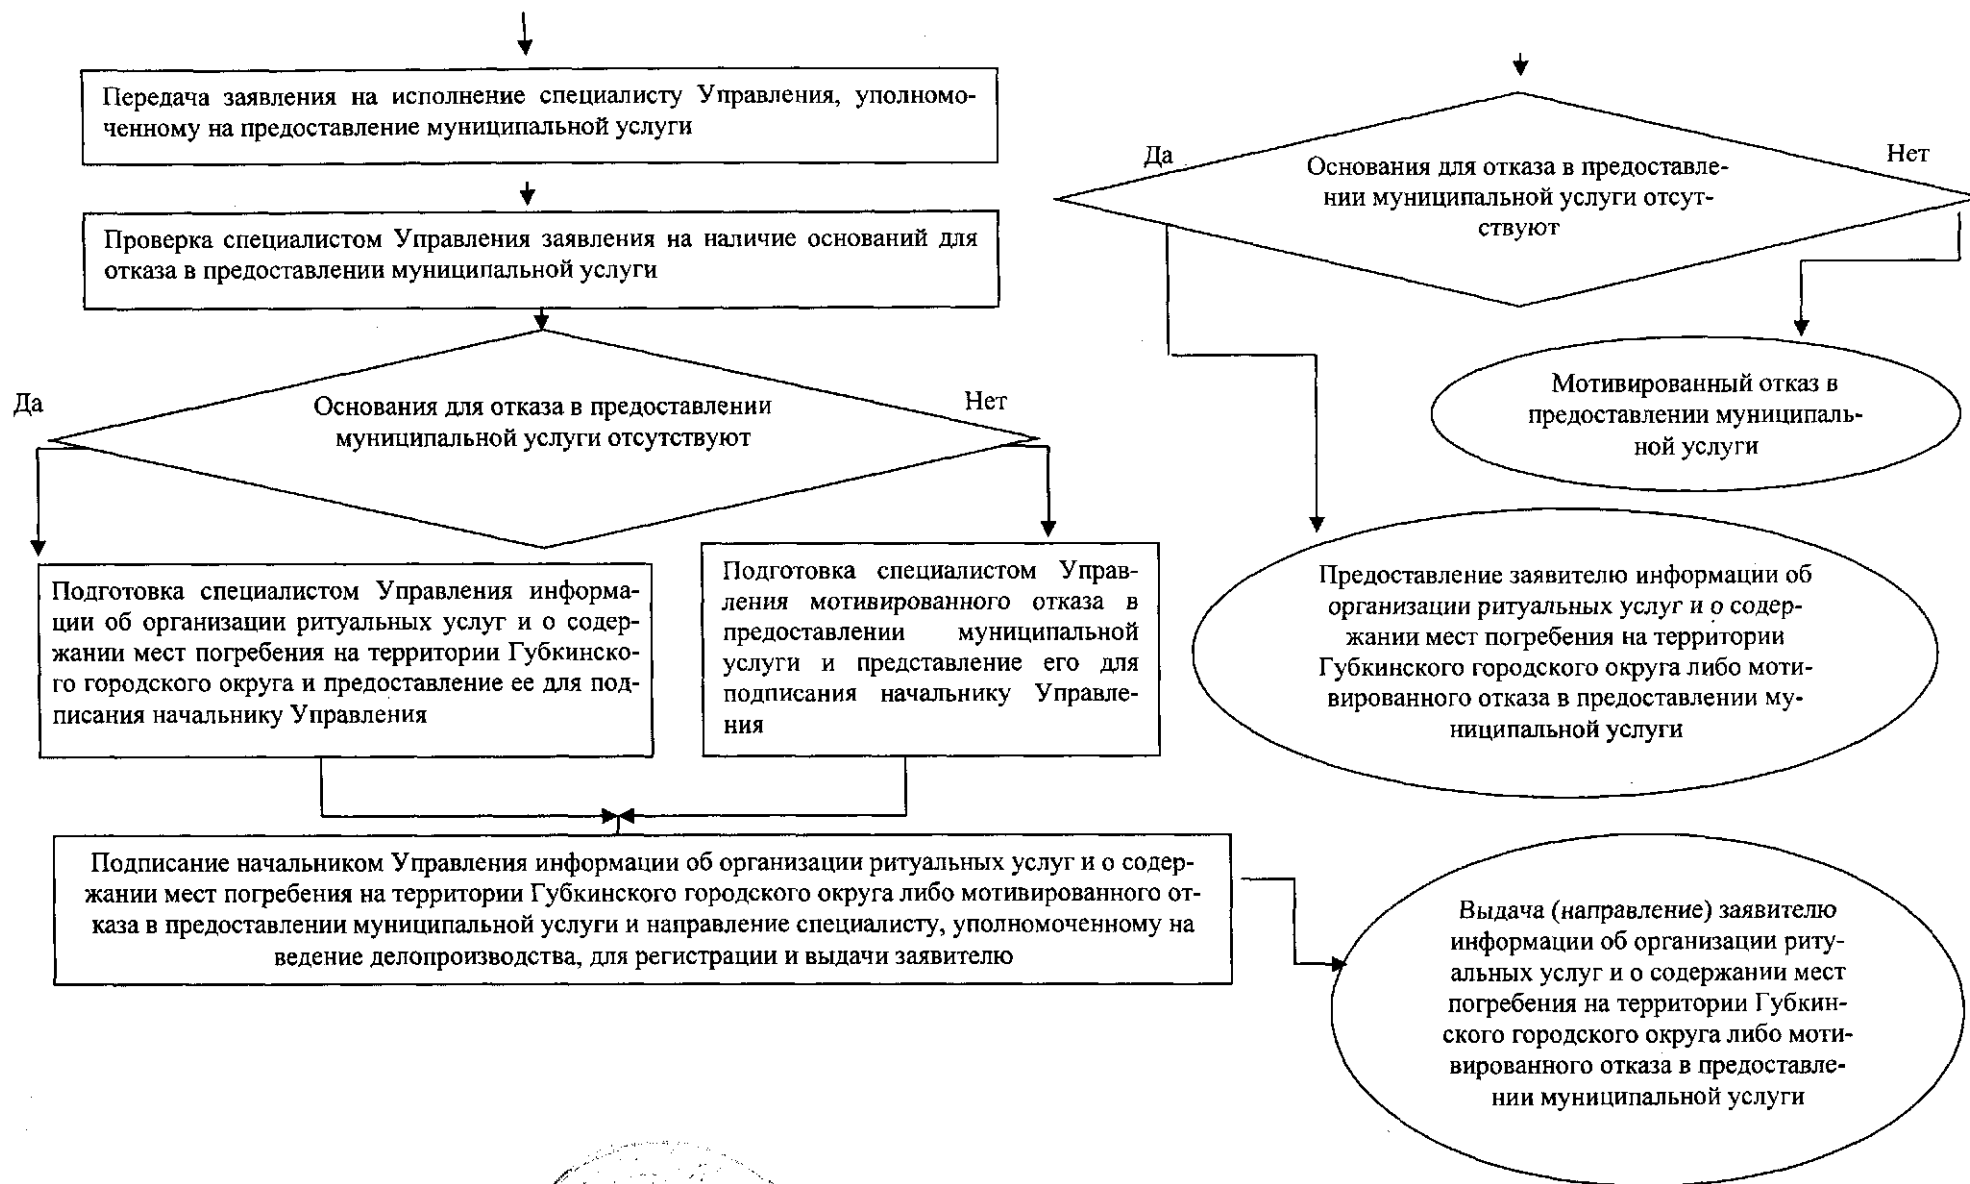 Передача заявления на исполнение специалисту Управления, уполномо-
ченному на предоставление муниципальной услуги
Проверка специалистом Управления заявления на наличие оснований для
отказа в предоставлении муниципальной услуги
Да
Основания для отказа в предоставлении
муниципальной услуги отсутствуют
Нет
Подготовка специалистом Управления информа-
ции об организации ритуальных услуг и о содер-
жании мест погребения на территории Губкинско-
го городского округа и предоставление ее для под-
писания начальнику Управления
Подготовка специалистом Управ-
ления мотивированного отказа в
предоставлении муниципальной
услуги и представление его для
подписания начальнику Управле-
ния
Подписание начальником Управления информации об организации ритуальных услуг и о содер-
жании мест погребения на территории Губкинского городского округа либо мотивированного от-
каза в предоставлении муниципальной услуги и направление специалисту, уполномоченному на
ведение делопроизводства, для регистрации и выдачи заявителю
Да
Основания для отказа в предоставле-
нии муниципальной услуги отсут-
ствуют
Нет
Мотивированный отказ в
предоставлении муниципаль-
ной услуги
Предоставление заявителю информации об
организации ритуальных услуг и о содер-
жании мест погребения на территории
Губкинского городского округа либо моти-
вированного отказа в предоставлении му-
ниципальной услуги
Выдача (направление) заявителю
информации об организации риту-
альных услуг и о содержании мест
погребения на территории Губкин-
ского городского округа либо моти-
вированного отказа в предоставле-
нии муниципальной услуги